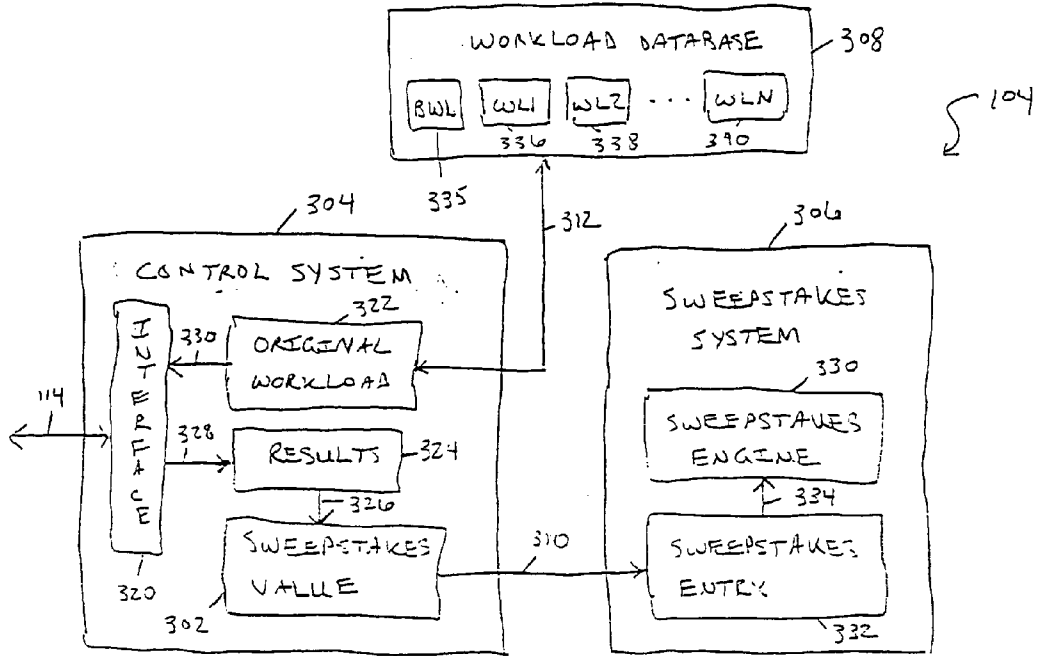 WORKLOAD DATABASE
308
BWL
WL1
WL2
...
WLN
336
338
390
335
104
312
304
CONTROL SYSTEM
INTERFACE
330
322
ORIGINAL
WORKLOAD
114
328
RESULTS
324
326
SWEEPSTAKES
VALUE
320
302
310
306
SWEEPSTAKES
SYSTEM
330
SWEEPSTAKES
ENGINE
334
SWEEPSTAKES
ENTRY
332